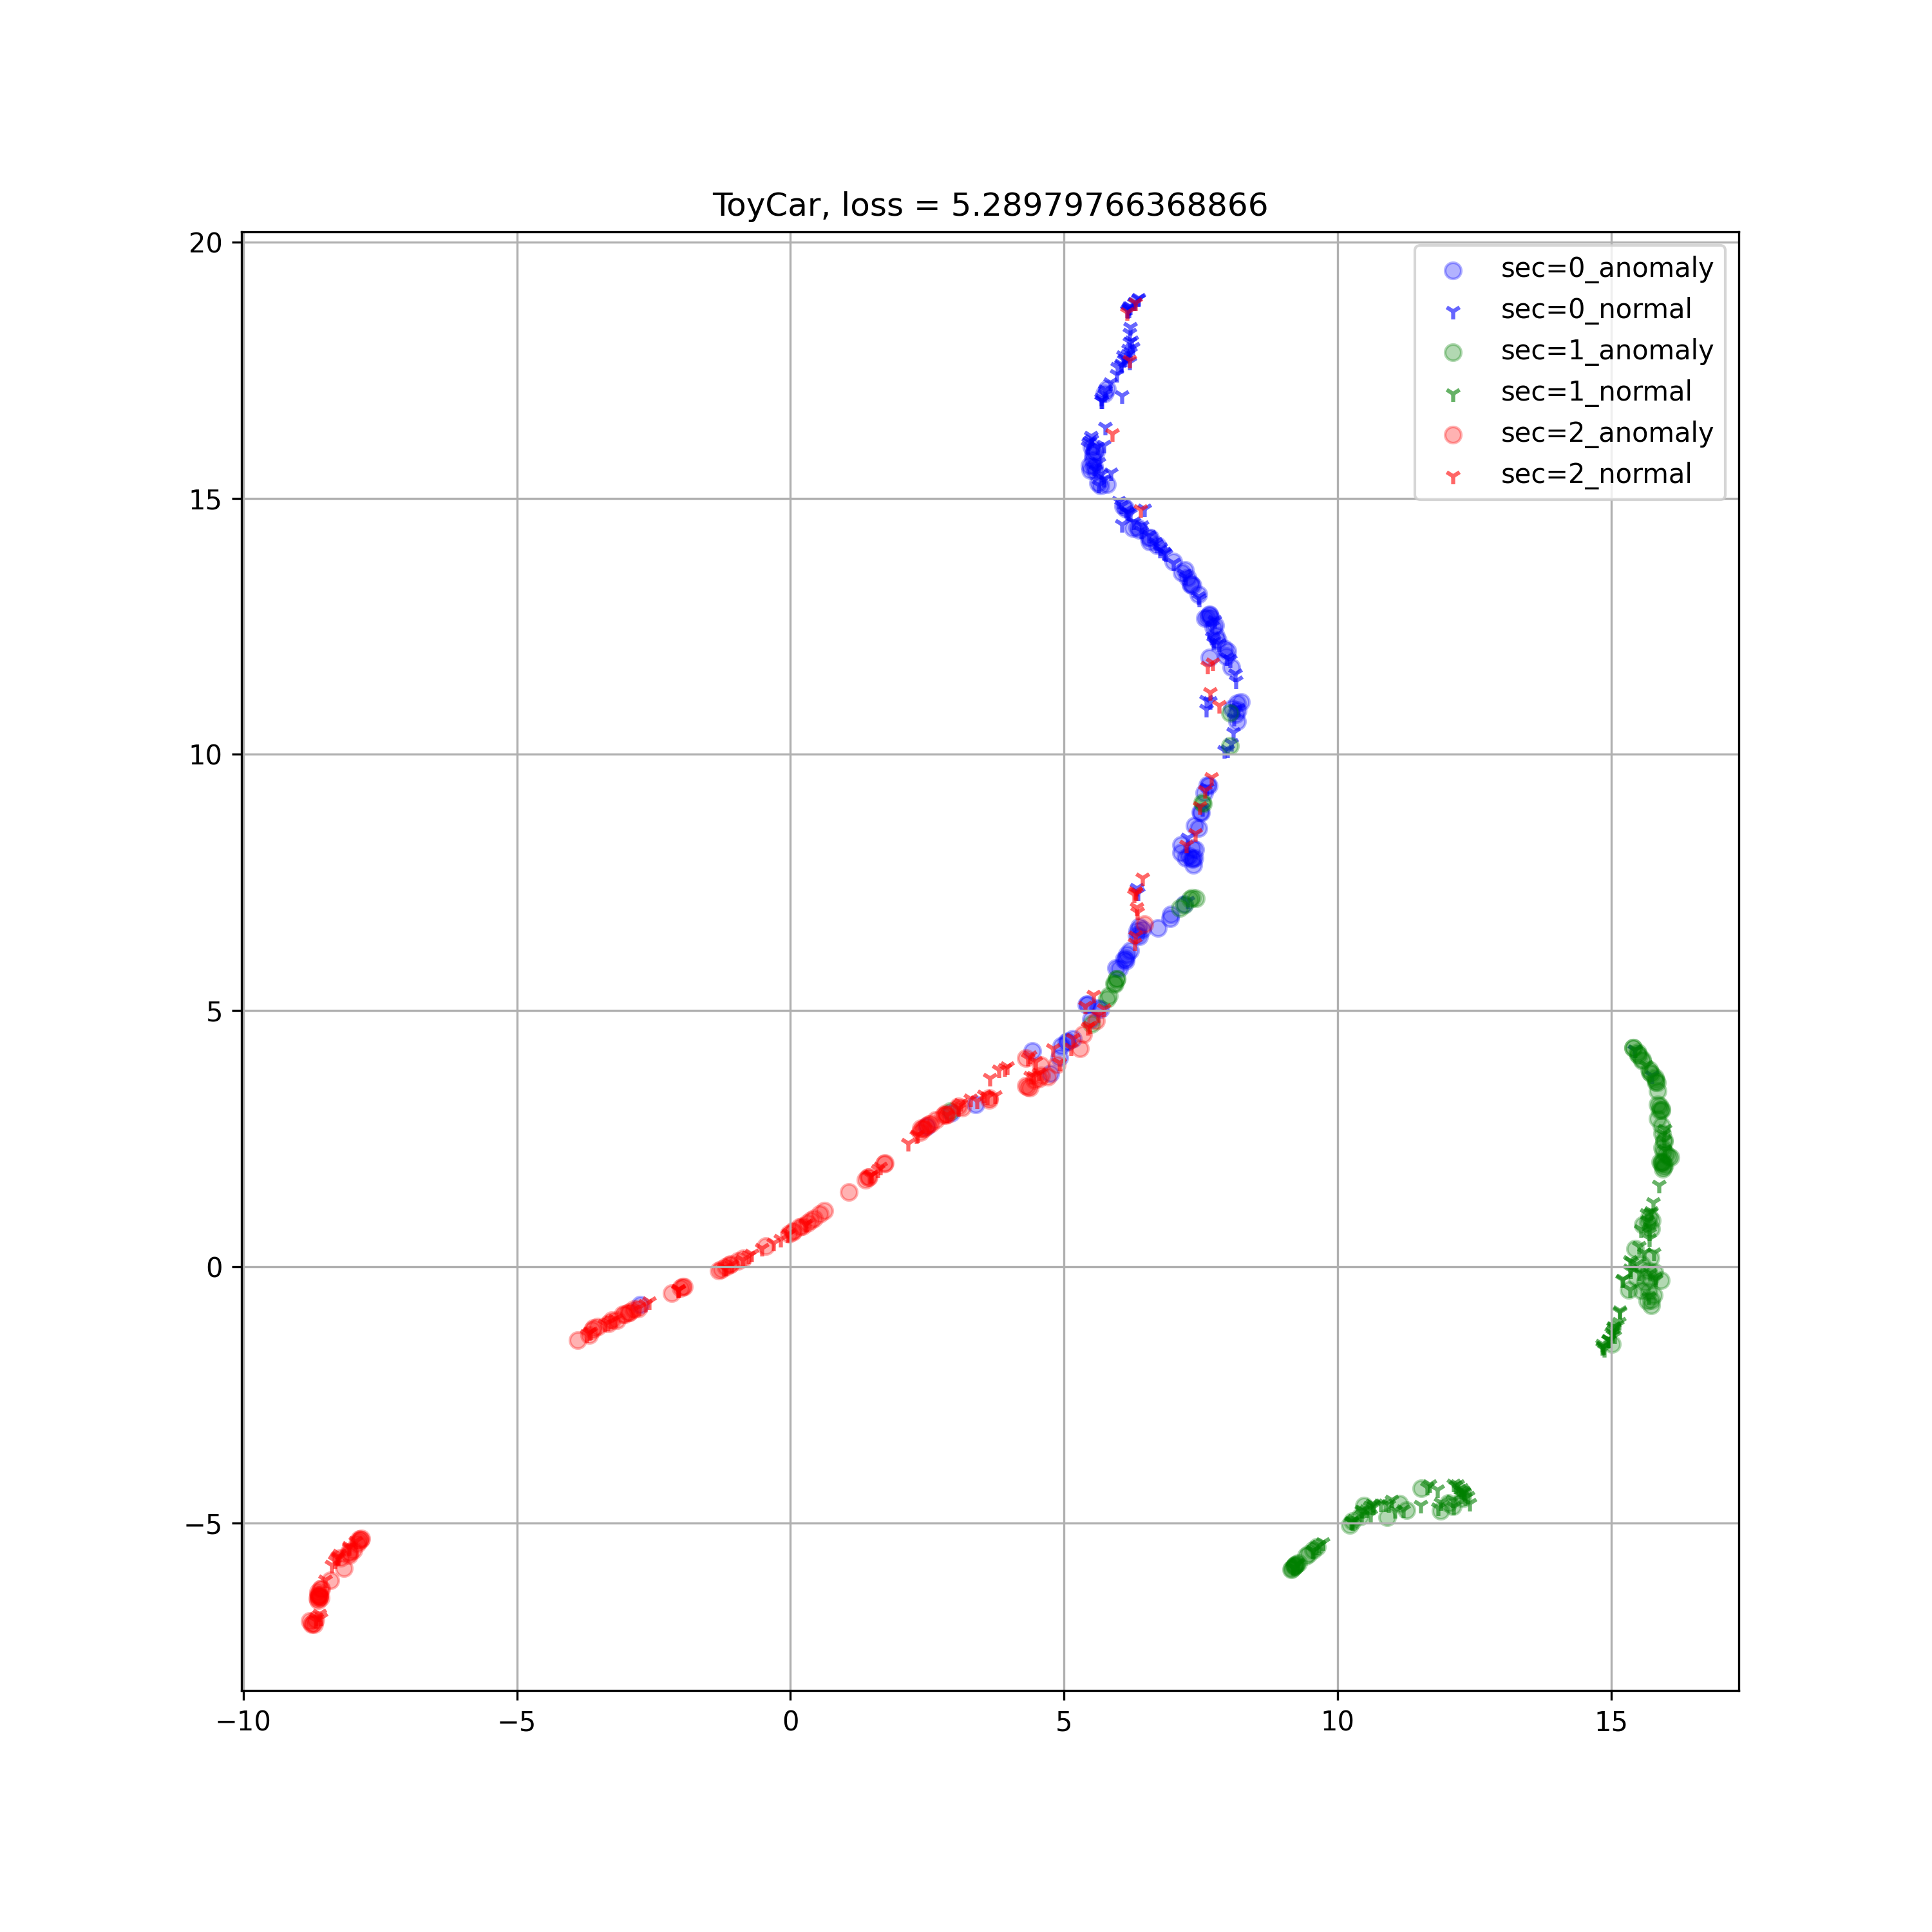 ToyCar, loss = 5.28979766368866
sec=0_anomaly
sec=0_normal
sec=1_anomaly
sec=1_normal
sec=2_anomaly
sec=2_normal
20
15
10
5
0
−5
−10 −5 0 5 10 15